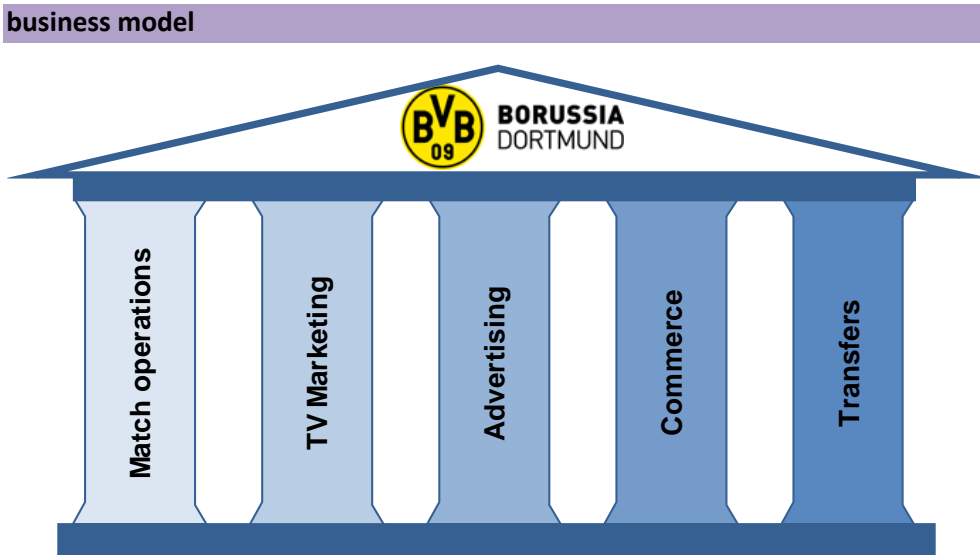 business model
BVB
09
BORUSSIA
DORTMUND
Match operations
TV Marketing
Advertising
Commerce
Transfers